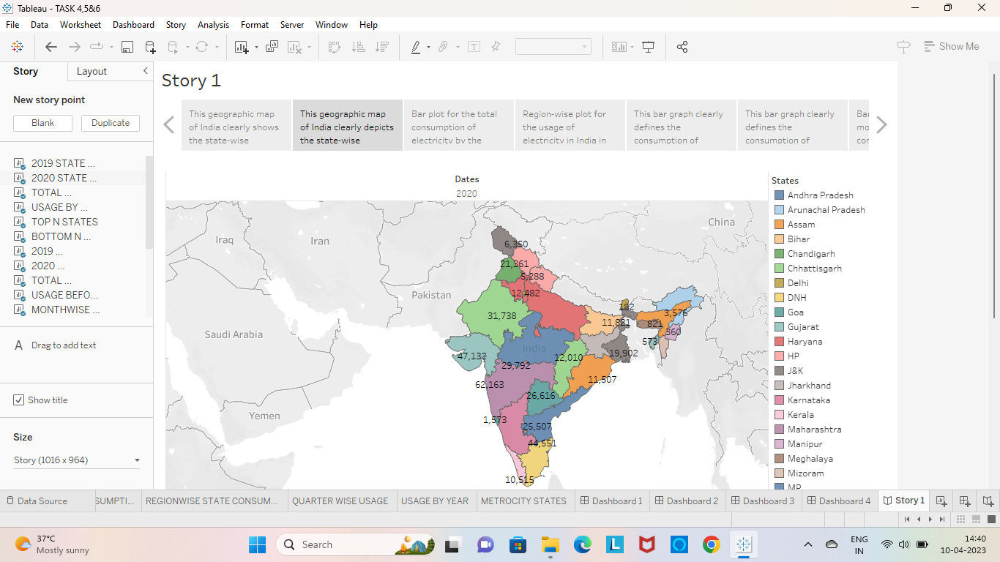 Tableau - TASK 4,5&6
File Data Worksheet Dashboard Story Analysis Format Server Window Help
Show Me
Story Layout
New story point
Blank Duplicate
2019 STATE ...
2020 STATE ...
TOTAL ...
USAGE BY ...
TOP N STATES
BOTTOM N ...
2019 ...
2020 ...
TOTAL ...
USAGE BEFO...
MONTHWISE ...
A Drag to add text
Show title
Size
Story (1016 x 964)
Story 1
This geographic map
of India clearly shows
the state-wise
This geographic map
of India clearly depicts
the state-wise
Bar plot for the total
consumption of
electricity by the
Region-wise plot for
the usage of
electricity in India in
This bar graph clearly
defines the
consumption of
This bar graph clearly
defines the
consumption of
Dates
2020
Iraq
Iran
China
Pakistan
Saudi Arabia
Yemen
India
6,350
21,361
5,288
12,482
31,738
182
3,576
11,821
821
360
573
47,132
12,010
19,902
29,792
11,507
62,163
26,616
1,573
25,507
44,551
10,515
States
Andhra Pradesh
Arunachal Pradesh
Assam
Bihar
Chandigarh
Chhattisgarh
Delhi
DNH
Goa
Gujarat
Haryana
HP
J&K
Jharkhand
Karnataka
Kerala
Maharashtra
Manipur
Meghalaya
Mizoram
MP
Data Source SUMPTI... REGIONWISE STATE CONSUM... QUARTER WISE USAGE USAGE BY YEAR METROCITY STATES Dashboard 1 Dashboard 2 Dashboard 3 Dashboard 4 Story 1
37°C
Mostly sunny
Search
ENG
IN
14:40
10-04-2023